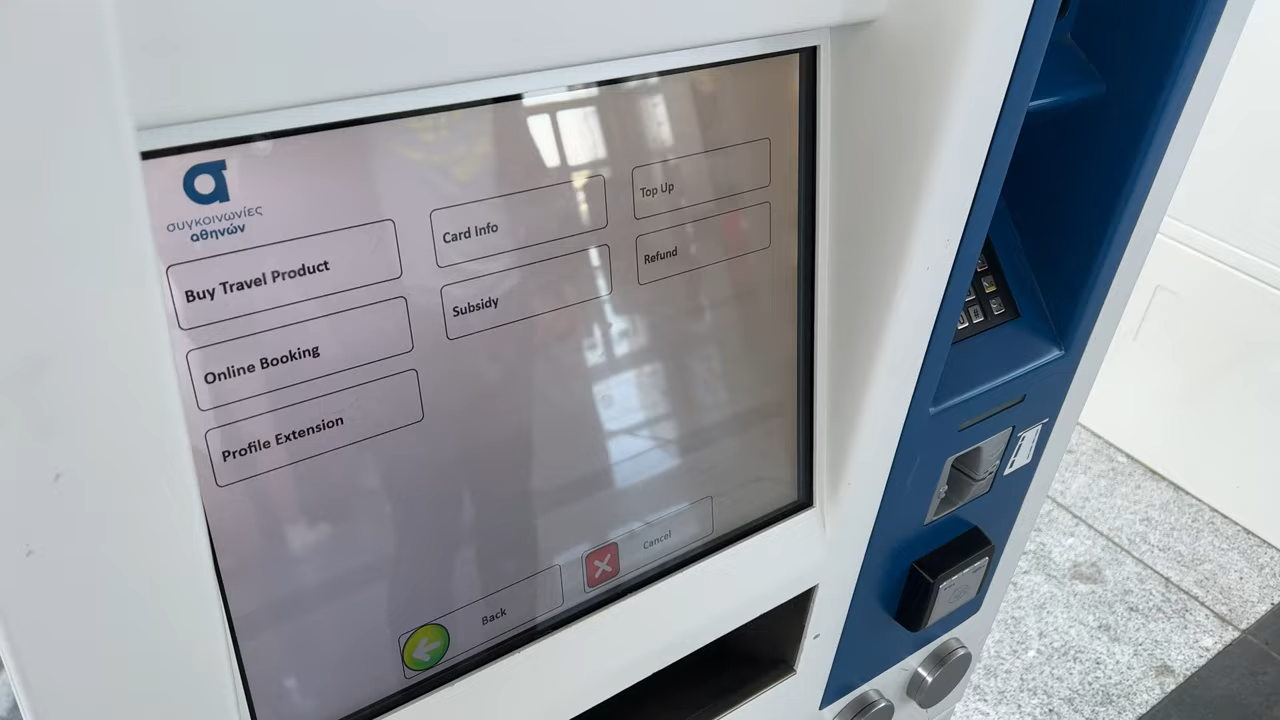 συγκοινωνίες
αθηνών
Buy Travel Product
Card Info
Top Up
Online Booking
Subsidy
Refund
Profile Extension
Back
Cancel